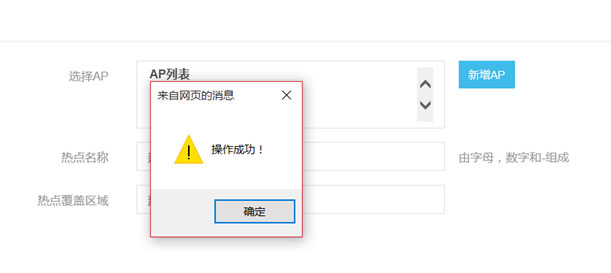 选择AP
AP列表
新增AP
来自网页的消息
操作成功！
热点名称
由字母，数字和-组成
热点覆盖区域
确定